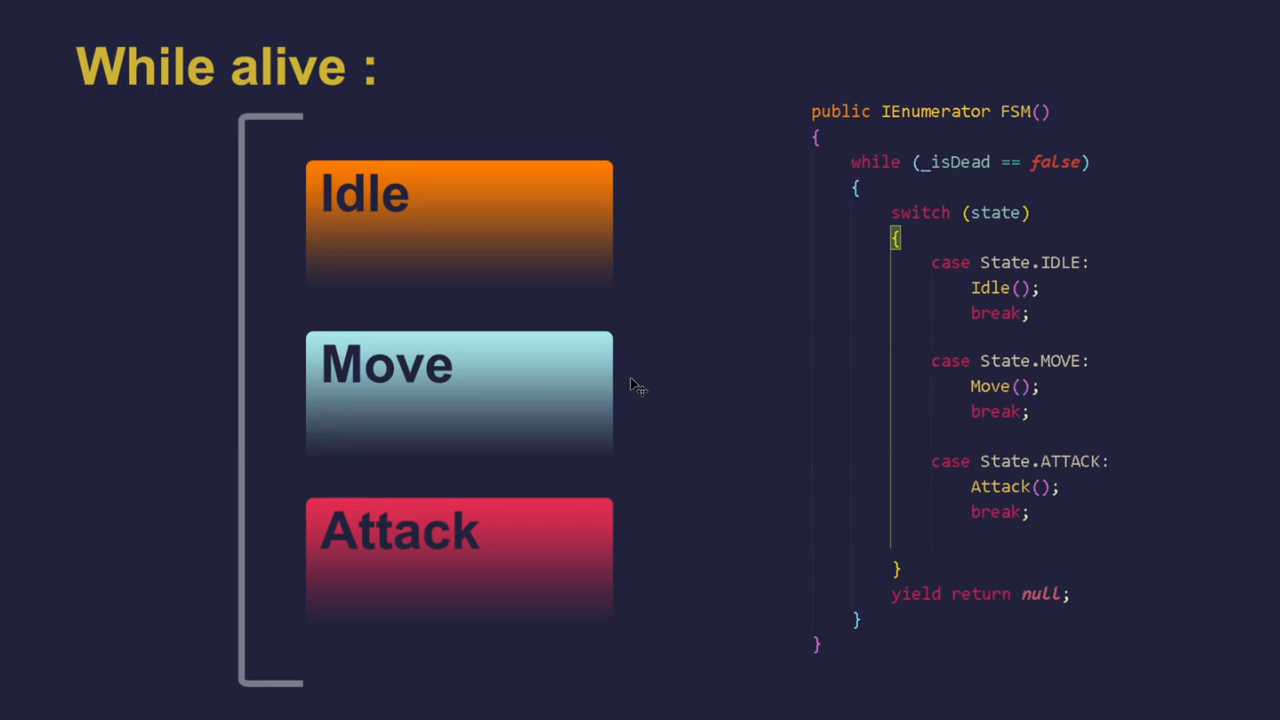 While alive :
Idle
Move
Attack
public IEnumerator FSM()
{
while (_isDead == false)
{
switch (state)
{
case State.IDLE:
Idle();
break;
case State.MOVE:
Move();
break;
case State.ATTACK:
Attack();
break;
}
yield return null;
}
}